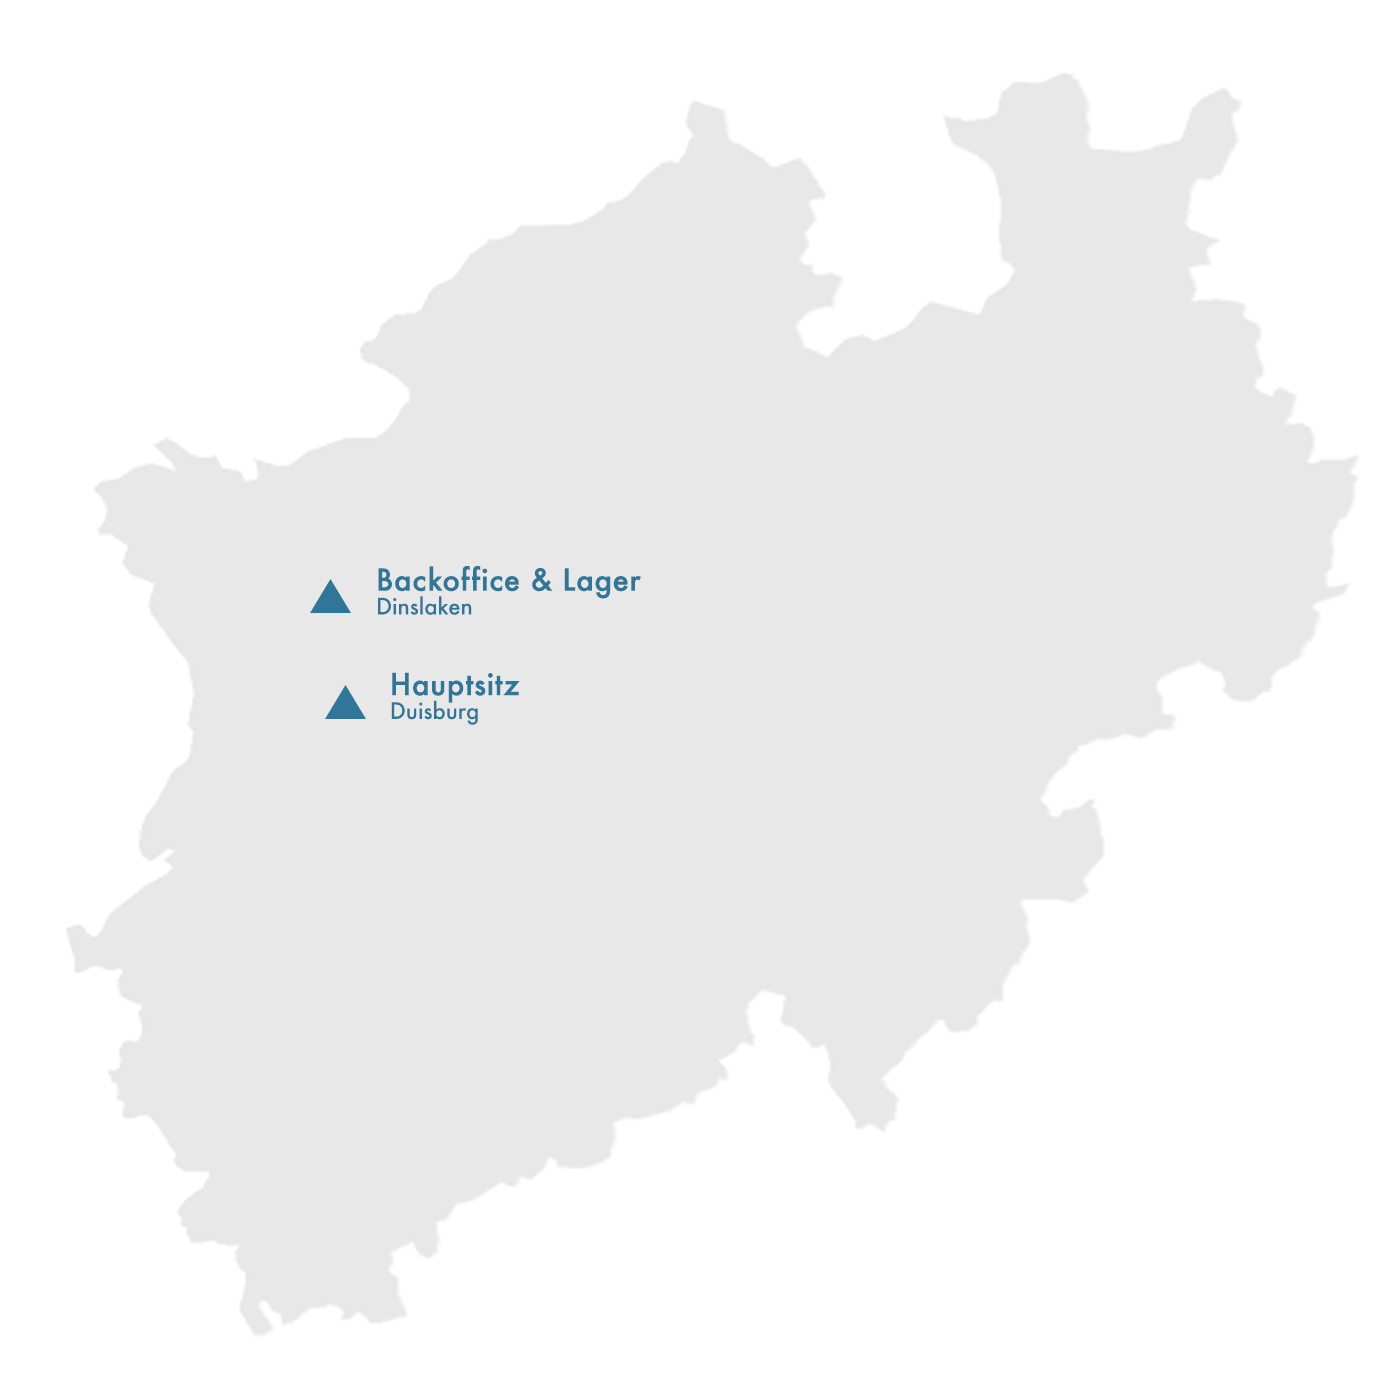 Backoffice & Lager
Dinslaken
Hauptsitz
Duisburg